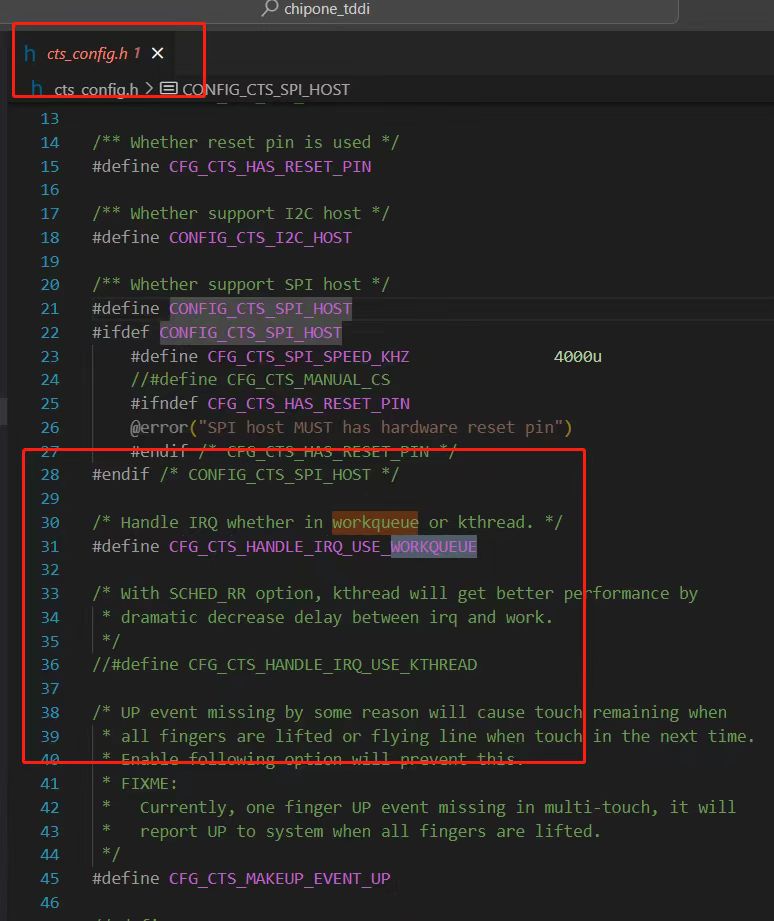 chipone_tddi
h cts_config.h 1 ×
h cts_config.h > CONFIG_CTS_SPI_HOST
13
14 /** Whether reset pin is used */
15 #define CFG_CTS_HAS_RESET_PIN
16
17 /** Whether support I2C host */
18 #define CONFIG_CTS_I2C_HOST
19
20 /** Whether support SPI host */
21 #define CONFIG_CTS_SPI_HOST
22 #ifdef CONFIG_CTS_SPI_HOST
23 #define CFG_CTS_SPI_SPEED_KHZ 4000u
24 //#define CFG_CTS_MANUAL_CS
25 #ifndef CFG_CTS_HAS_RESET_PIN
26 @error("SPI host MUST has hardware reset pin")
27 #endif /* CFG_CTS_HAS_RESET_PIN */
28 #endif /* CONFIG_CTS_SPI_HOST */
29
30 /* Handle IRQ whether in workqueue or kthread. */
31 #define CFG_CTS_HANDLE_IRQ_USE_WORKQUEUE
32
33 /* With SCHED_RR option, kthread will get better performance by
34 * dramatic decrease delay between irq and work.
35 */
36 //#define CFG_CTS_HANDLE_IRQ_USE_KTHREAD
37
38 /* UP event missing by some reason will cause touch remaining when
39 * all fingers are lifted or flying line when touch in the next time.
40 * Enable following option will prevent this.
41 * FIXME:
42 * Currently, one finger UP event missing in multi-touch, it will
43 * report UP to system when all fingers are lifted.
44 */
45 #define CFG_CTS_MAKEUP_EVENT_UP
46